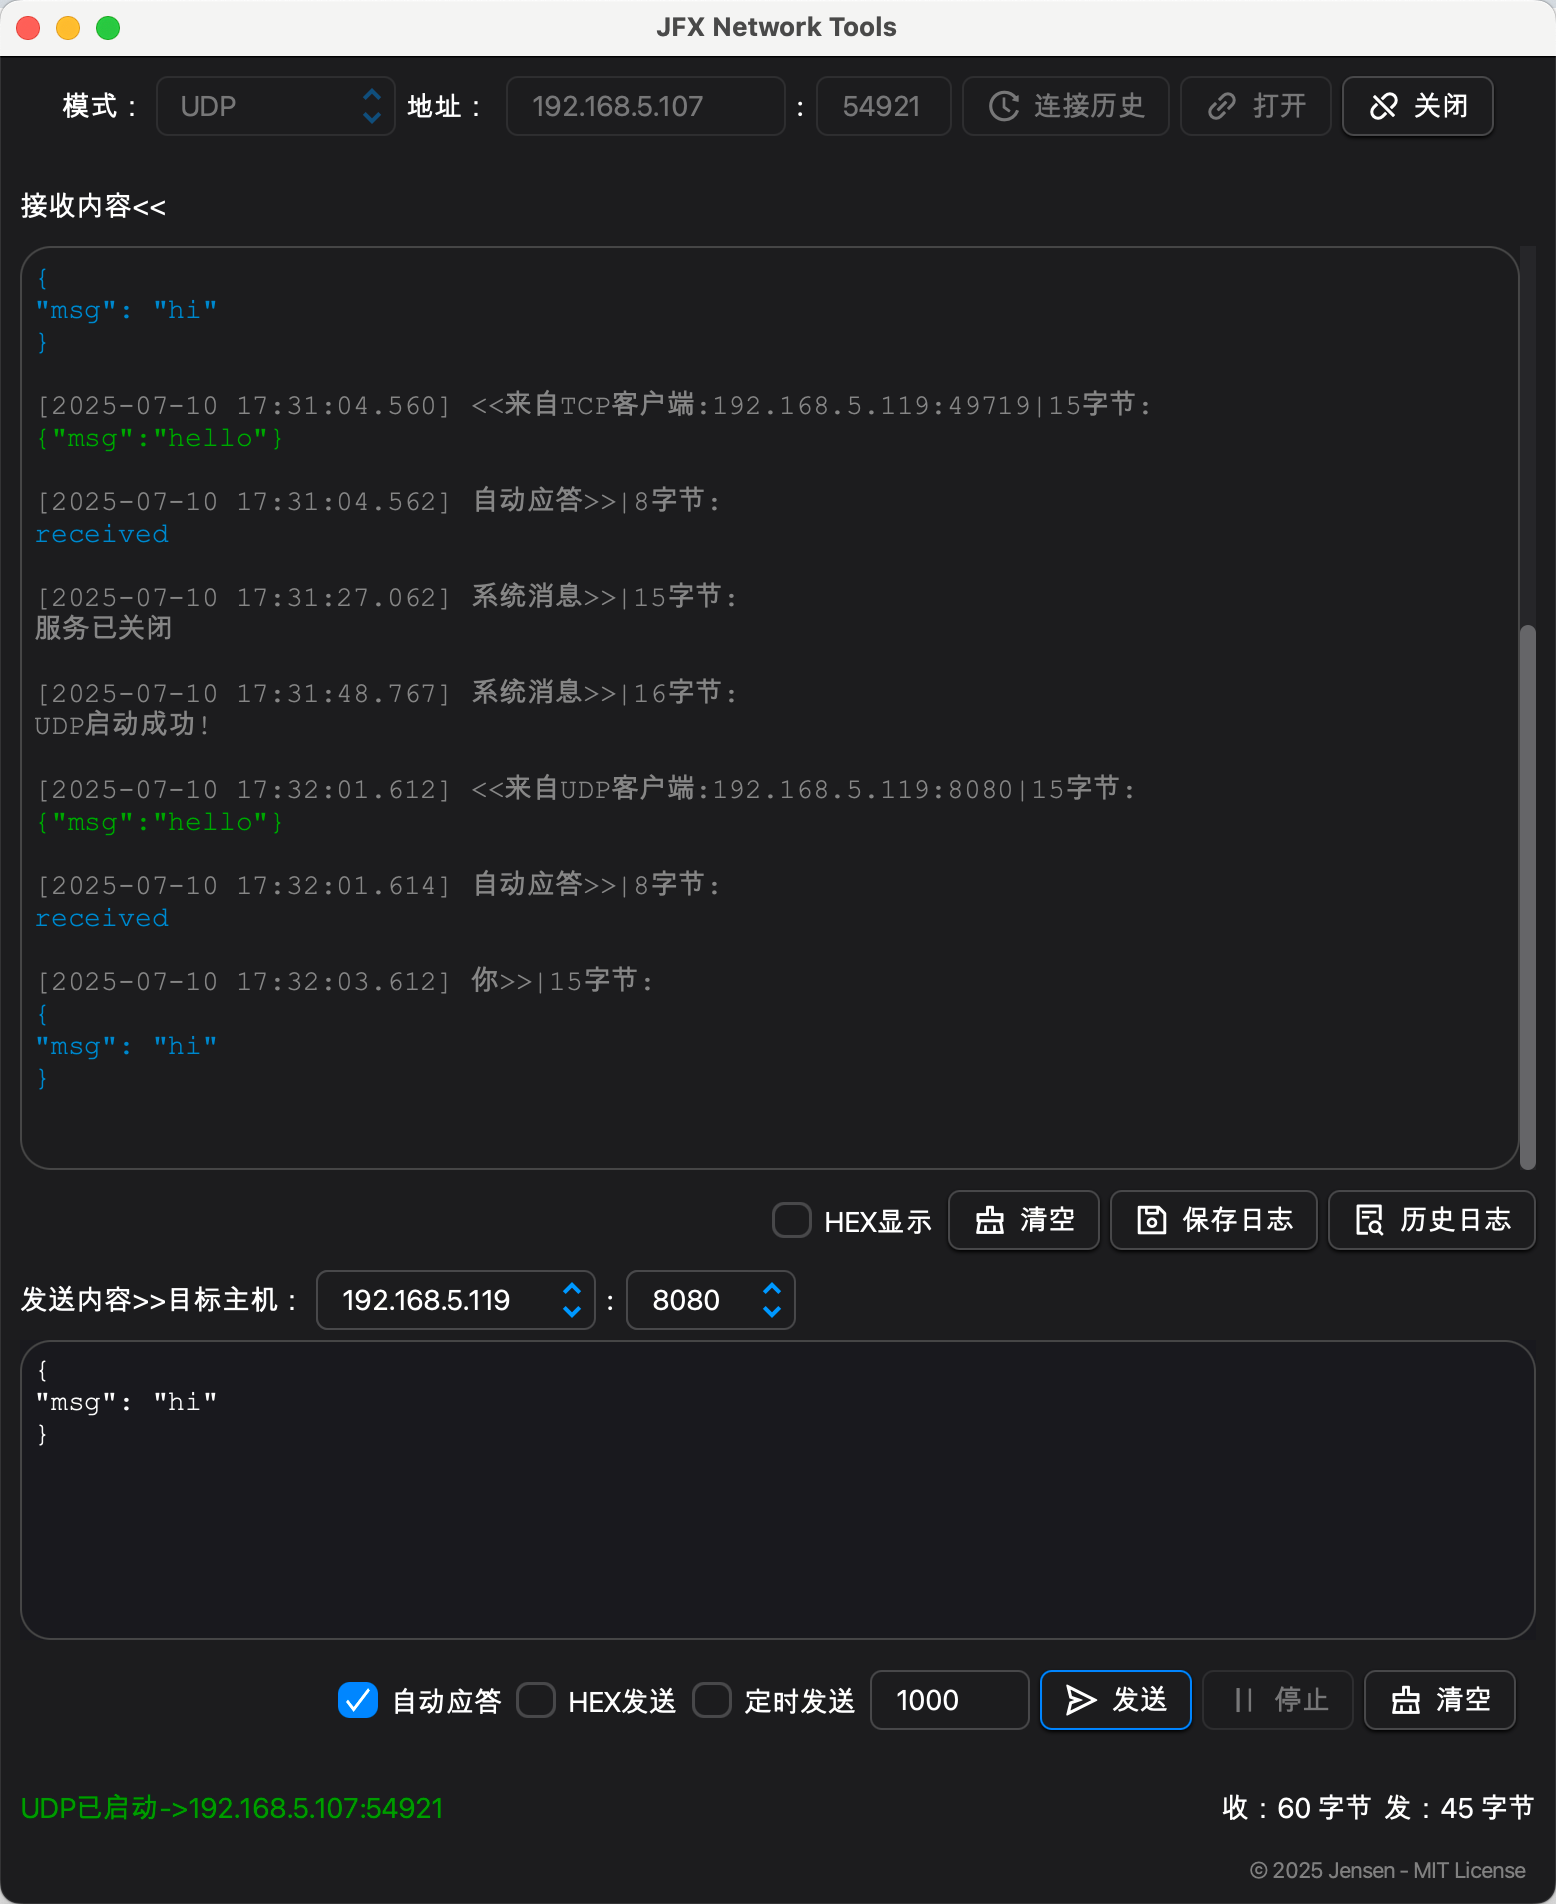 JFX Network Tools
模式： UDP 地址： 192.168.5.107 : 54921 连接历史 打开 关闭
接收内容<<
{
"msg": "hi"
}
[2025-07-10 17:31:04.560] <<来自TCP客户端:192.168.5.119:49719|15字节:
{"msg":"hello"}
[2025-07-10 17:31:04.562] 自动应答>>|8字节:
received
[2025-07-10 17:31:27.062] 系统消息>>|15字节:
服务已关闭
[2025-07-10 17:31:48.767] 系统消息>>|16字节:
UDP启动成功!
[2025-07-10 17:32:01.612] <<来自UDP客户端:192.168.5.119:8080|15字节:
{"msg":"hello"}
[2025-07-10 17:32:01.614] 自动应答>>|8字节:
received
[2025-07-10 17:32:03.612] 你>>|15字节:
{
"msg": "hi"
}
HEX显示 清空 保存日志 历史日志
发送内容>>目标主机： 192.168.5.119 : 8080
{
"msg": "hi"
}
自动应答 HEX发送 定时发送 1000 发送 停止 清空
UDP已启动->192.168.5.107:54921 收：60 字节 发：45 字节
© 2025 Jensen - MIT License